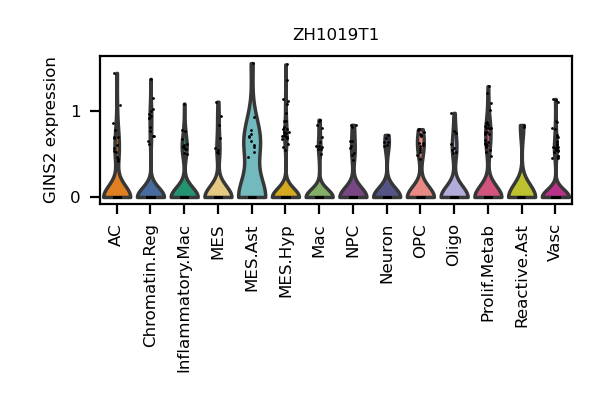 ZH1019T1
GINS2 expression
1
0
AC
Chromatin.Reg
Inflammatory.Mac
MES
MES.Ast
MES.Hyp
Mac
NPC
Neuron
OPC
Oligo
Prolif.Metab
Reactive.Ast
Vasc